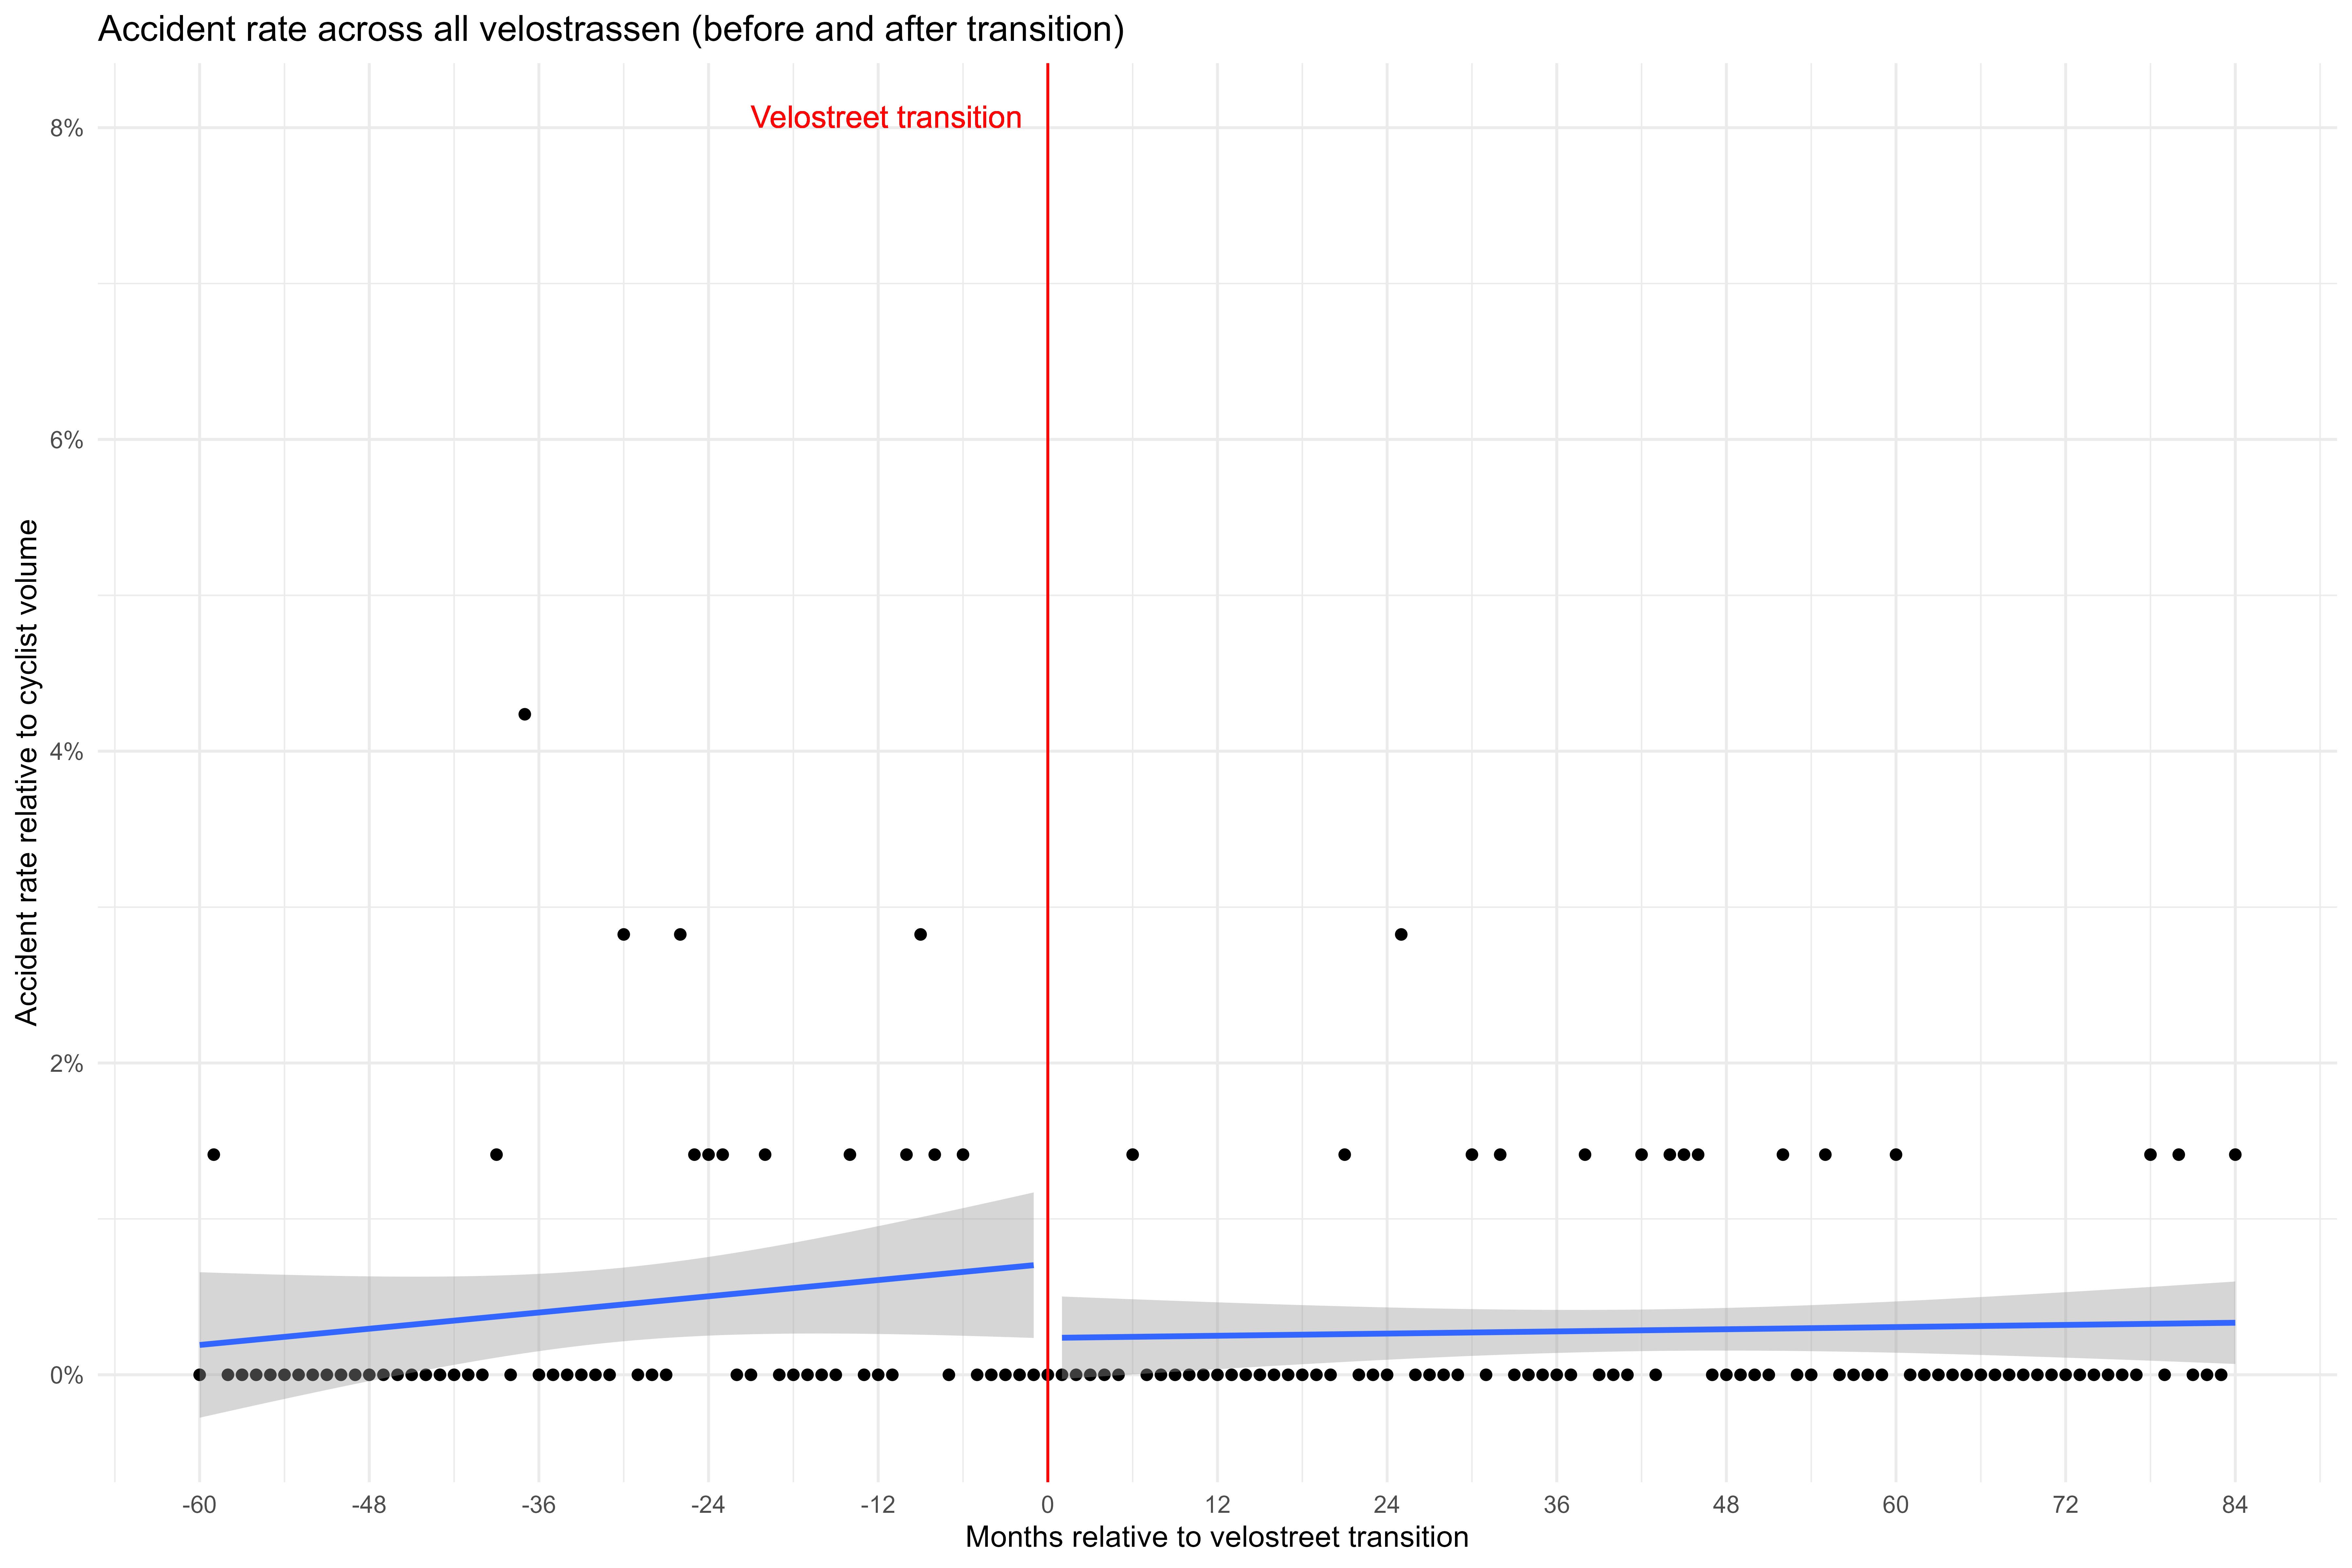 Accident rate across all velostrassen (before and after transition)
Velostreet transition
8%
6%
4%
2%
0%
Accident rate relative to cyclist volume
-60 -48 -36 -24 -12 0 12 24 36 48 60 72 84
Months relative to velostreet transition